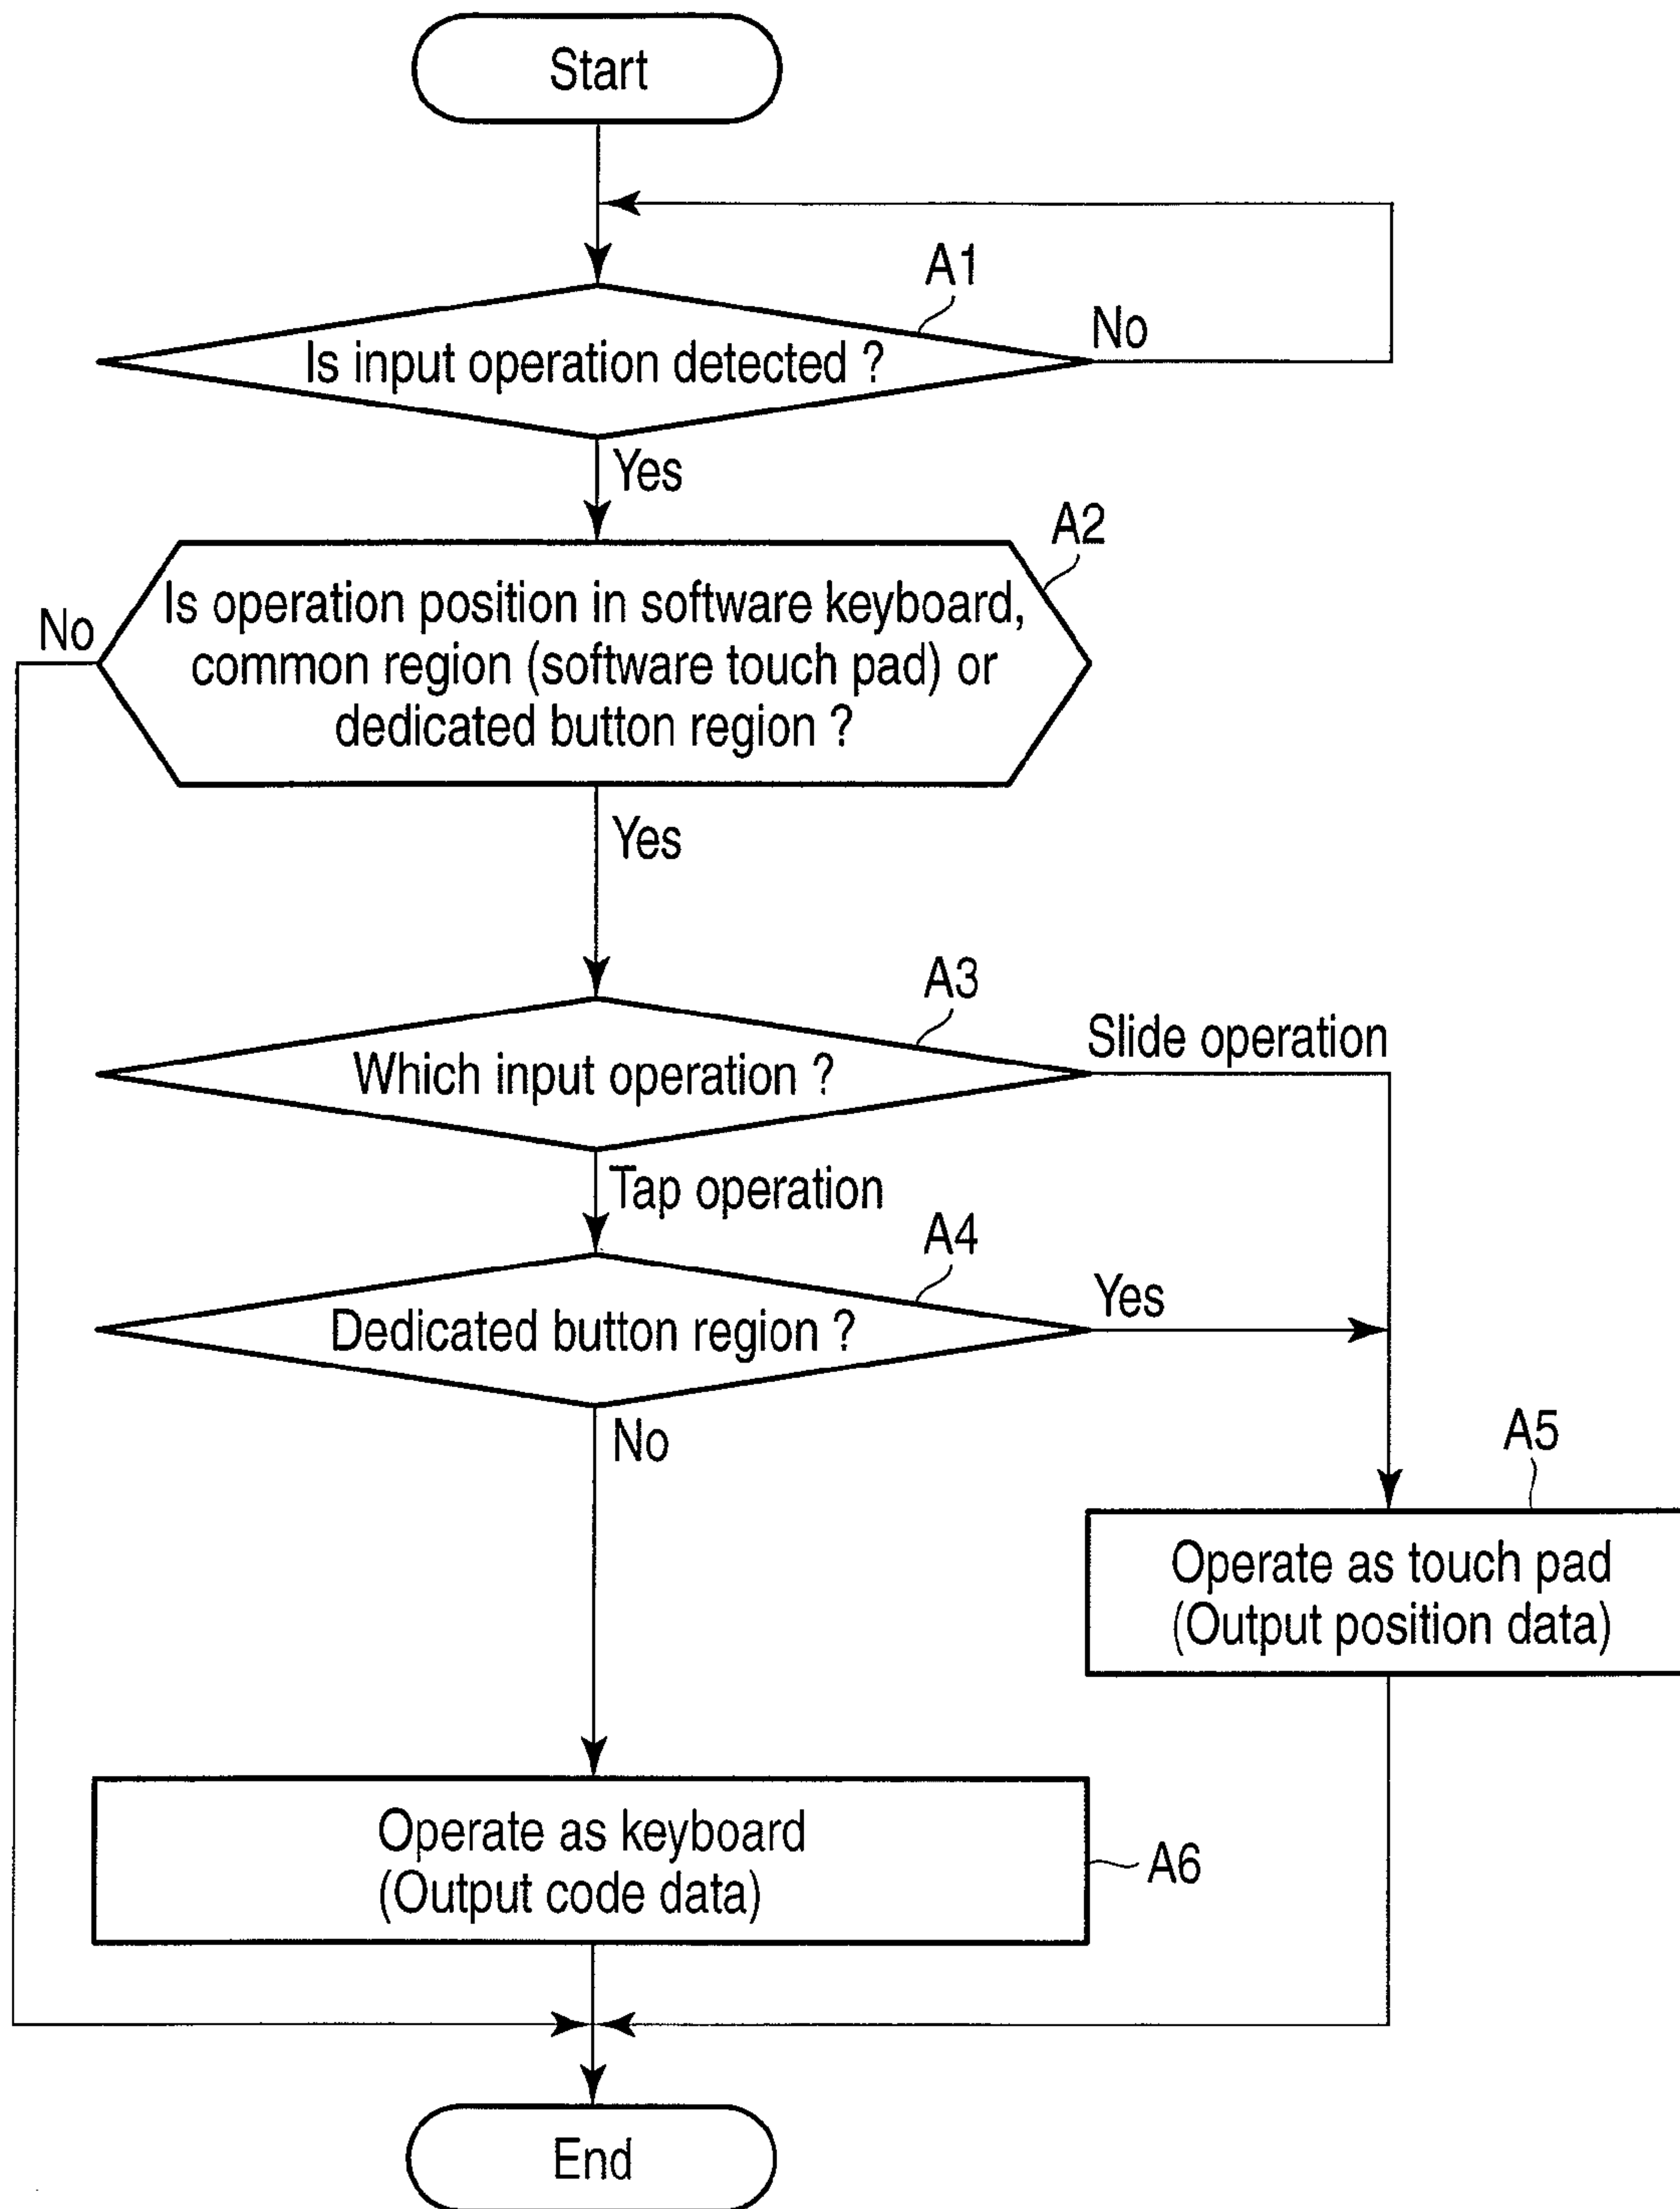 Start
A1
Is input operation detected ?
No
Yes
A2
No
Is operation position in software keyboard,
common region (software touch pad) or
dedicated button region ?
Yes
A3
Which input operation ?
Slide operation
Tap operation
A4
Dedicated button region ?
Yes
No
A5
Operate as touch pad
(Output position data)
Operate as keyboard
(Output code data)
A6
End